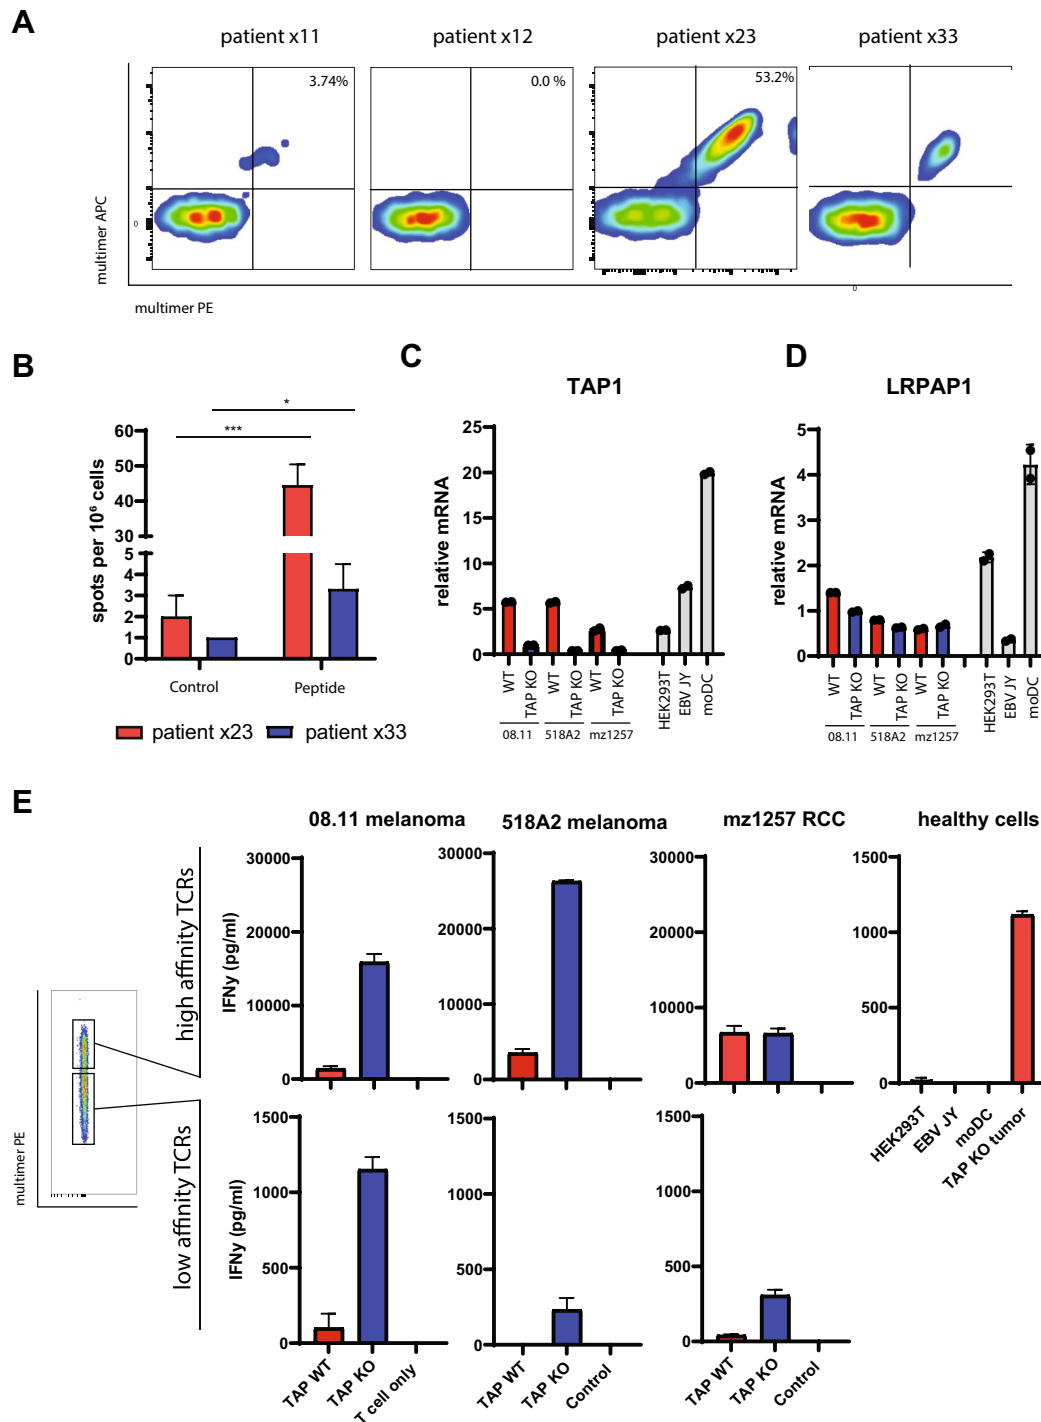 A
patient x11
patient x12
patient x23
patient x33
3.74%
0.0 %
53.2%
0
multimer APC
0
multimer PE
B
*
***
60
50
40
30
5
4
3
2
1
0
spots per 10⁶ cells
Control
Peptide
patient x23
patient x33
C
TAP1
25
20
15
10
5
0
relative mRNA
WT
TAP KO
WT
TAP KO
WT
TAP KO
HEK293T
EBV JY
moDC
08.11
518A2
mz1257
D
LRPAP1
5
4
3
2
1
0
relative mRNA
WT
TAP KO
WT
TAP KO
WT
TAP KO
HEK293T
EBV JY
moDC
08.11
518A2
mz1257
E
08.11 melanoma
518A2 melanoma
mz1257 RCC
healthy cells
high affinity TCRs
low affinity TCRs
multimer PE
IFNy (pg/ml)
30000
20000
10000
0
30000
20000
10000
0
30000
20000
10000
0
1500
1000
500
0
HEK293T
EBV JY
moDC
TAP KO tumor
IFNy (pg/ml)
1500
1000
500
0
TAP WT
TAP KO
T cell only
1500
1000
500
0
TAP WT
TAP KO
Control
1500
1000
500
0
TAP WT
TAP KO
Control